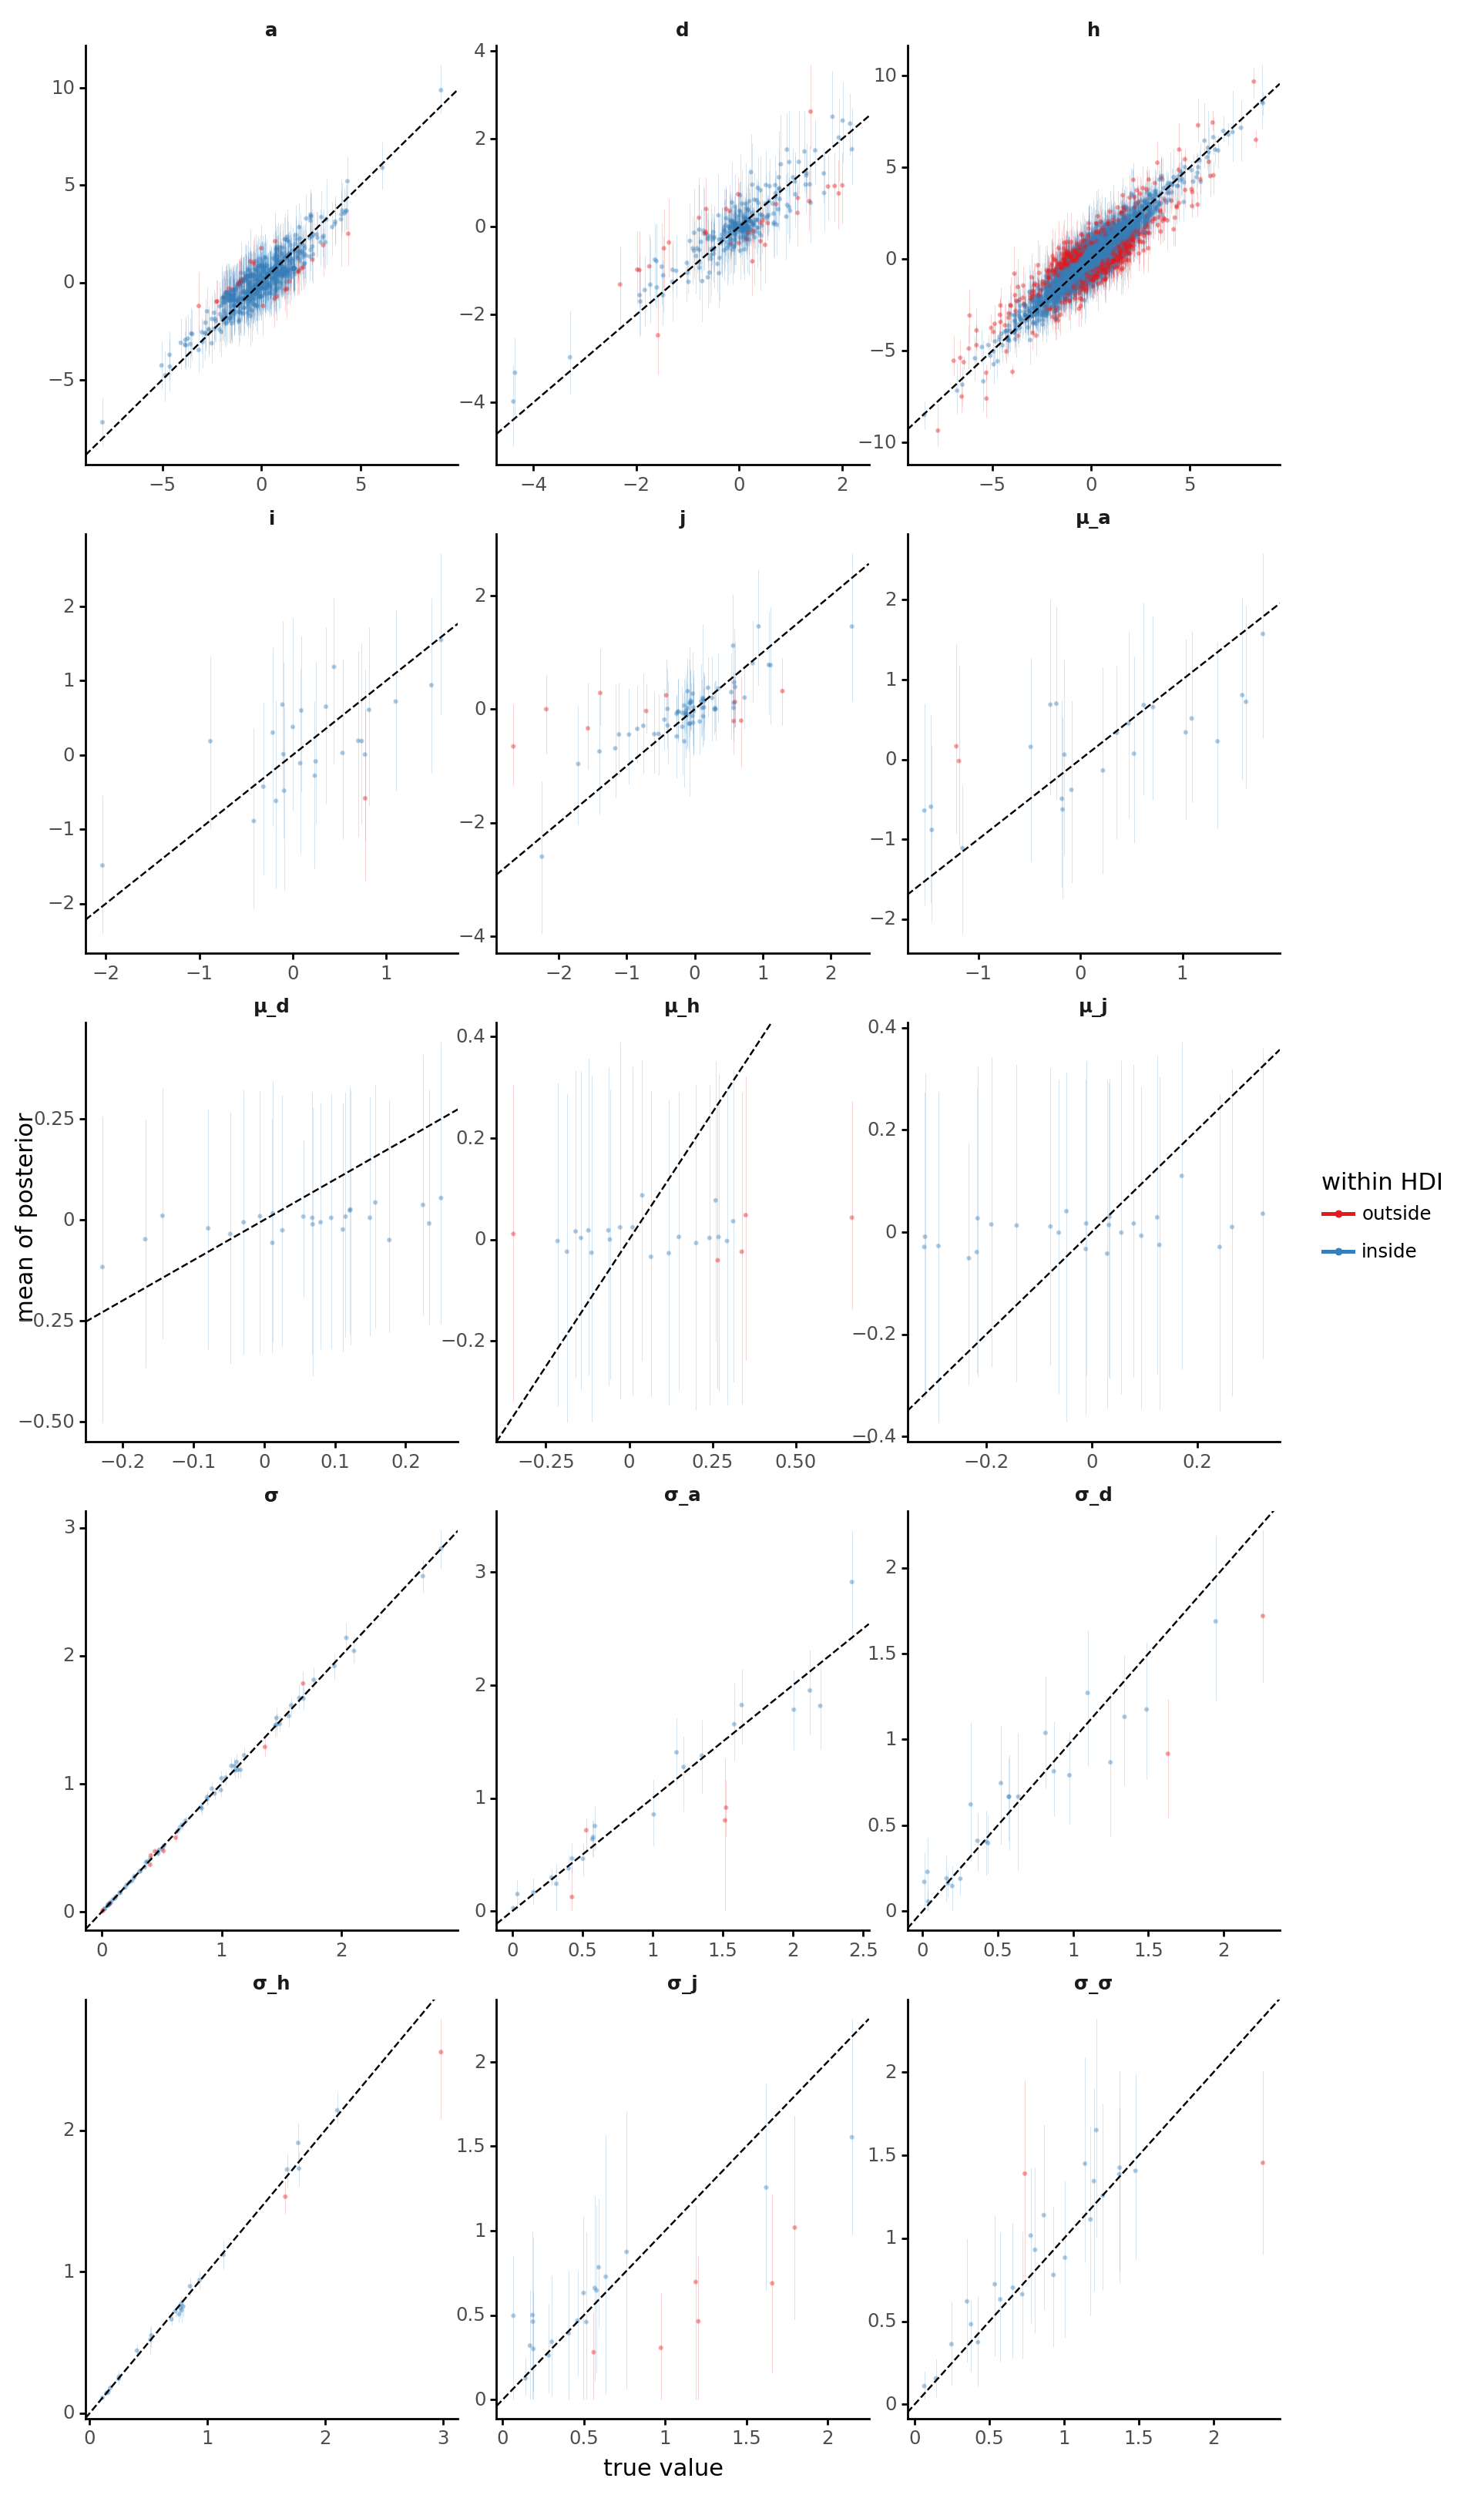 a d h
10
5
0
−5
−5 0 5
4
2
0
−2
−4
−4 −2 0 2
10
5
0
−5
−10
−5 0 5
i j μ_a
2
1
0
−1
−2
−2 −1 0 1
2
0
−2
−4
−2 −1 0 1 2
2
1
0
−1
−2
−1 0 1
μ_d μ_h μ_j
mean of posterior
0.25
0
0.25
−0.50
−0.2 −0.1 0 0.1 0.2
0.4
0.2
0
−0.2
−0.25 0 0.25 0.50
0.4
0.2
0
−0.2
−0.4
−0.2 0 0.2
within HDI
outside
inside
σ σ_a σ_d
3
2
1
0
0 1 2
3
2
1
0
0 0.5 1 1.5 2 2.5
2
1.5
1
0.5
0
0 0.5 1 1.5 2
σ_h σ_j σ_σ
2
1
0
0 1 2 3
2
1.5
1
0.5
0
0 0.5 1 1.5 2
2
1.5
1
0.5
0
0 0.5 1 1.5 2
true value